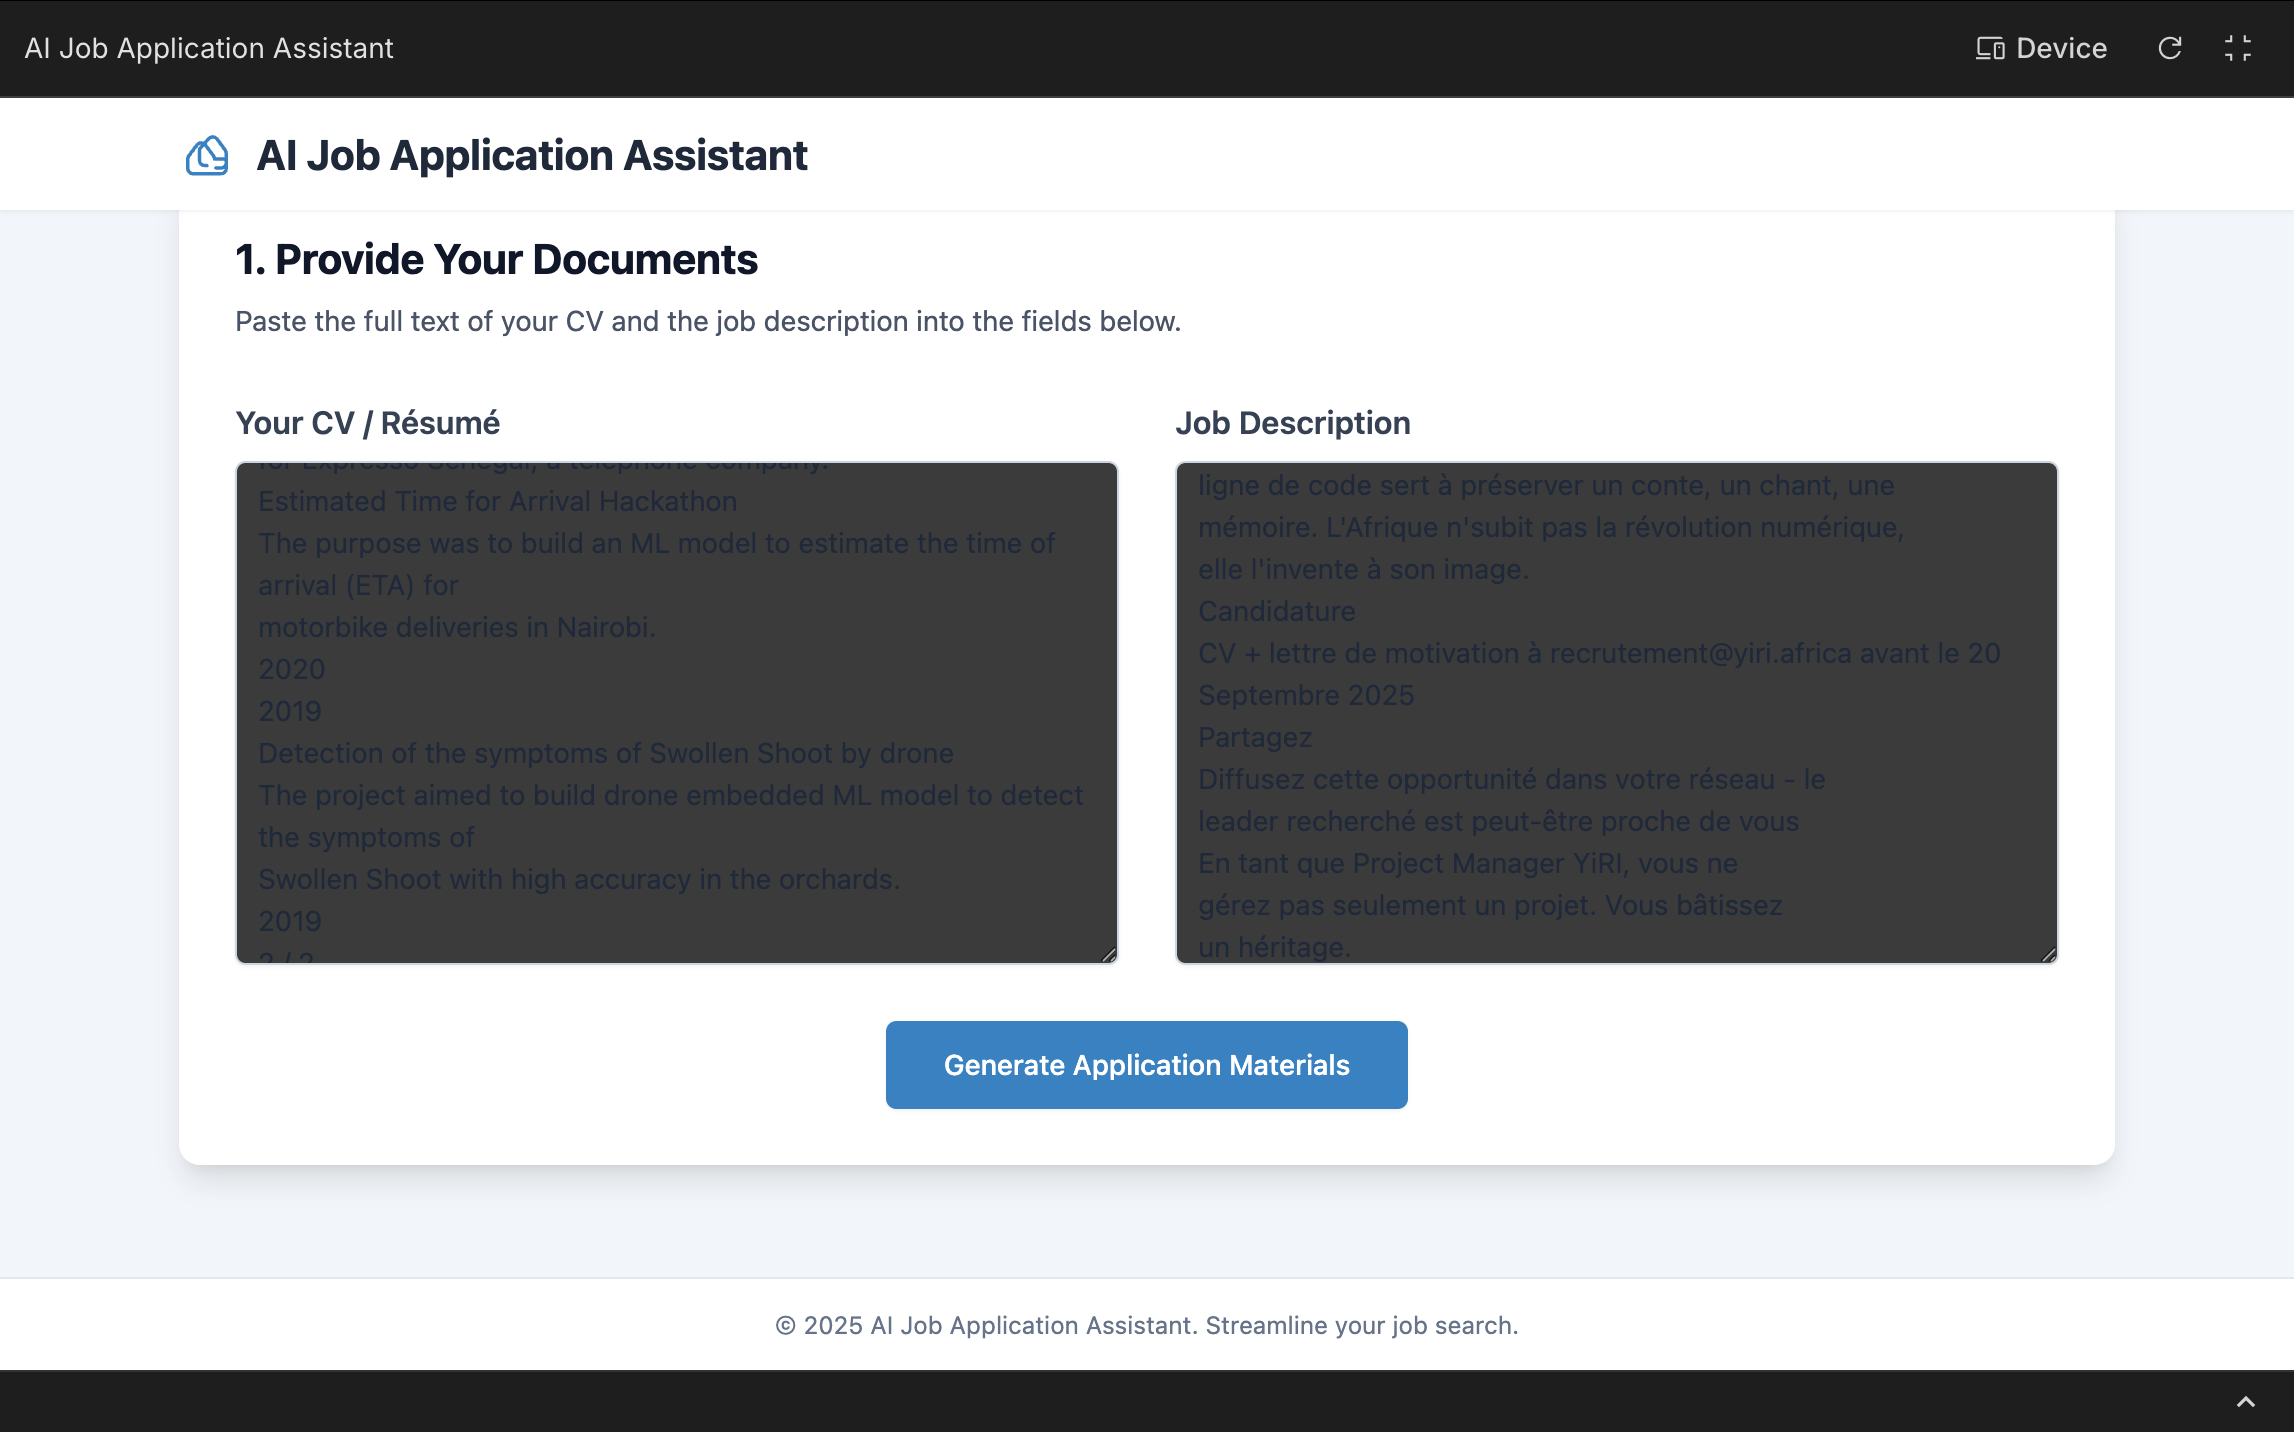 AI Job Application Assistant
Device
AI Job Application Assistant
1. Provide Your Documents
Paste the full text of your CV and the job description into the fields below.
Your CV / Résumé
for Expresso Senegal, a telephone company.
Estimated Time for Arrival Hackathon
The purpose was to build an ML model to estimate the time of
arrival (ETA) for
motorbike deliveries in Nairobi.
2020
2019
Detection of the symptoms of Swollen Shoot by drone
The project aimed to build drone embedded ML model to detect
the symptoms of
Swollen Shoot with high accuracy in the orchards.
2019
Job Description
ligne de code sert à préserver un conte, un chant, une
mémoire. L'Afrique n'subit pas la révolution numérique,
elle l'invente à son image.
Candidature
CV + lettre de motivation à recrutement@yiri.africa avant le 20
Septembre 2025
Partagez
Diffusez cette opportunité dans votre réseau - le
leader recherché est peut-être proche de vous
En tant que Project Manager YiRI, vous ne
gérez pas seulement un projet. Vous bâtissez
un héritage.
Generate Application Materials
© 2025 AI Job Application Assistant. Streamline your job search.